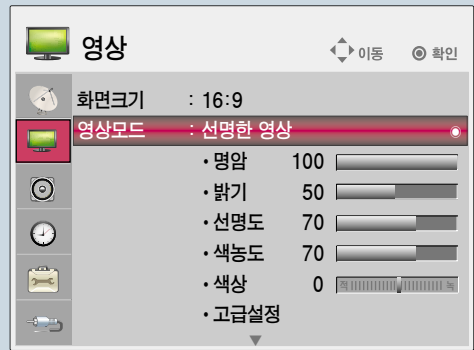 영상 이동 확인
화면크기 : 16:9
영상모드 : 선명한 영상
• 명암 100
• 밝기 50
• 선명도 70
• 색농도 70
• 색상 0 적 녹
• 고급설정